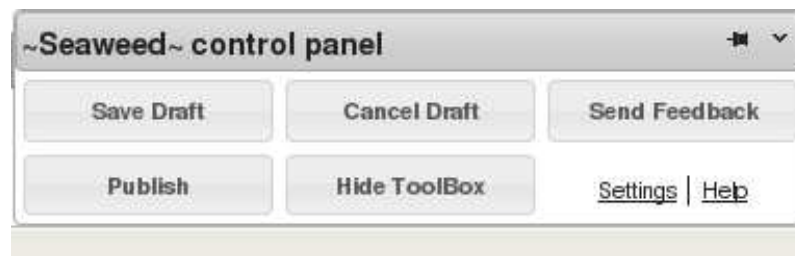 ~Seaweed~ control panel
Save Draft Cancel Draft Send Feedback
Publish Hide ToolBox Settings | Help